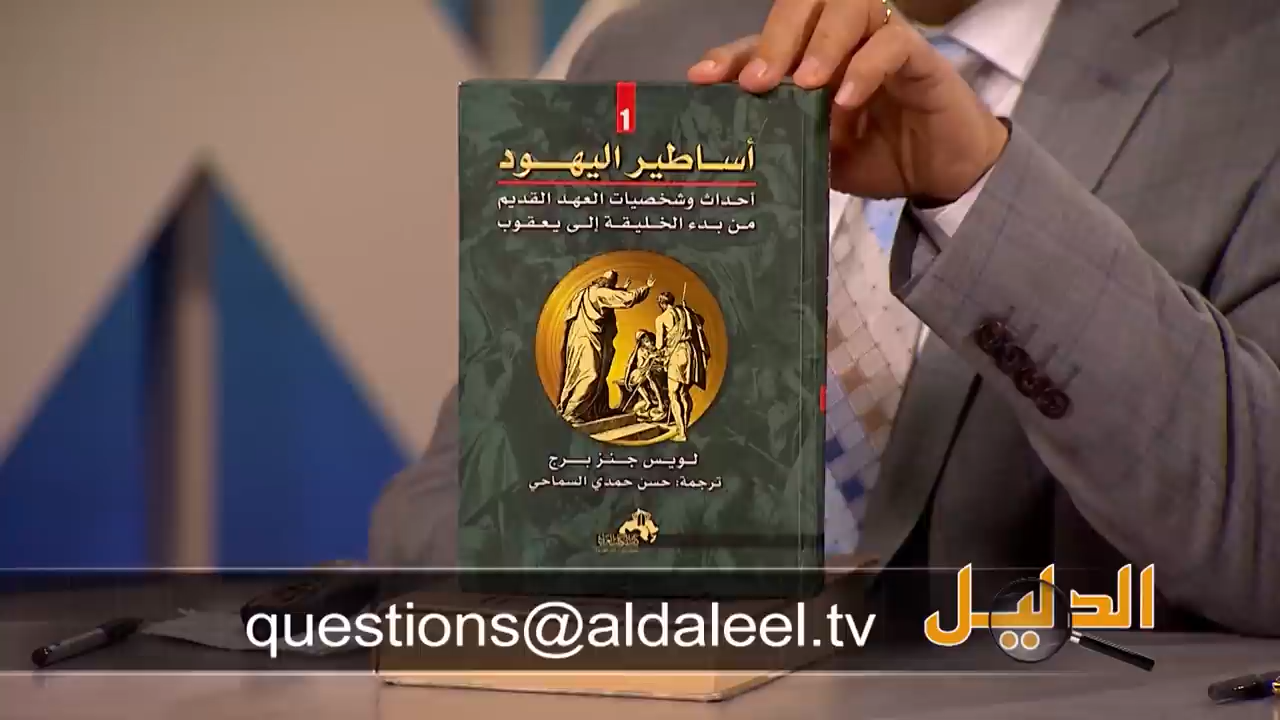 1
أساطير اليهود
أحداث وشخصيات العهد القديم
من بدء الخليقة إلى يعقوب
لويس جنز برج
ترجمة: حسن حمدي السماحي
questions@aldaleel.tv
الدليل